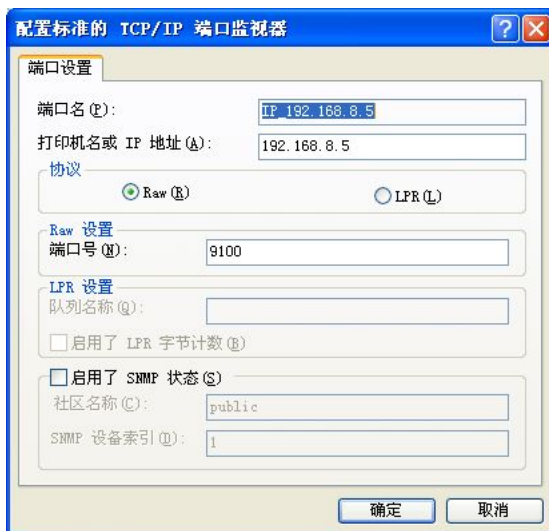 配置标准的 TCP/IP 端口监视器
端口设置
端口名(P): IP_192.168.8.5
打印机名或 IP 地址(A): 192.168.8.5
协议
Raw(R) LPR(L)
Raw 设置
端口号(N): 9100
LPR 设置
队列名称(Q):
启用了 LPR 字节计数(B)
启用了 SNMP 状态(S)
社区名称(C): public
SNMP 设备索引(D): 1
确定 取消